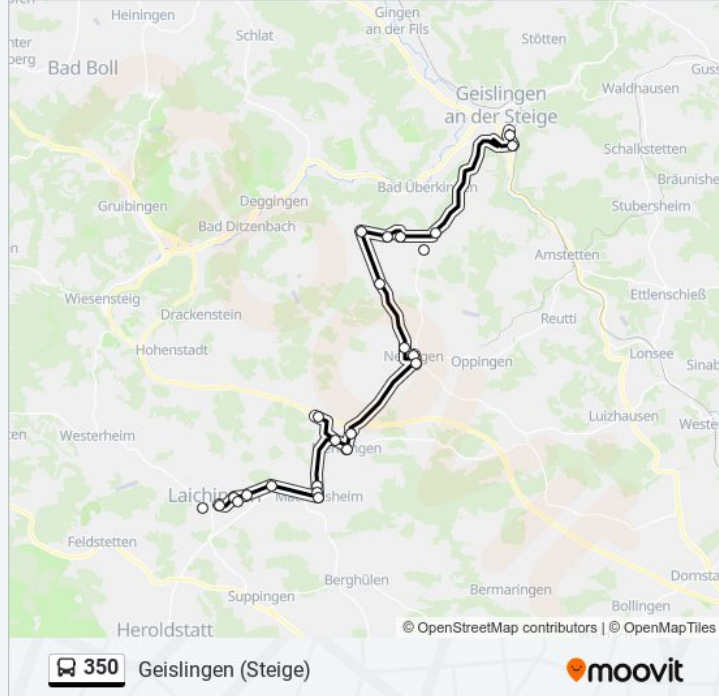 Heiningen
Gingen
an der Fils
Schlat
Stötten
Bad Boll
Geislingen
an der Steige
Waldhausen
Schalkstetten
Bad Überkingen
Gruibingen
Deggingen
Stubersheim
Bad Ditzenbach
Amstetten
Wiesensteig
Ettlenschieß
Drackenstein
Reutti
Hohenstadt
Oppingen
Lonsee
Luizhausen
Westerheim
Feldstetten
Berghülen
Suppingen
Bermaringen
Bollingen
Heroldstatt
© OpenStreetMap contributors | © OpenMapTiles
350 Geislingen (Steige)
moovit